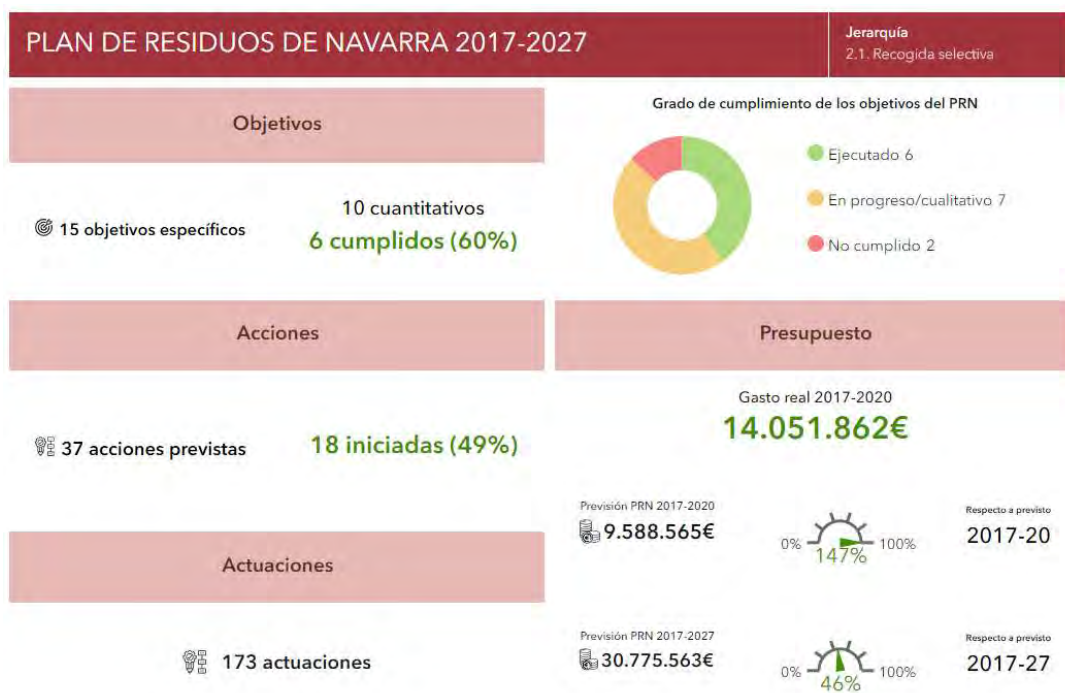 PLAN DE RESIDUOS DE NAVARRA 2017-2027
Jerarquía
2.1. Recogida selectiva
Objetivos
15 objetivos específicos
10 cuantitativos
6 cumplidos (60%)
Grado de cumplimiento de los objetivos del PRN
Ejecutado 6
En progreso/cualitativo 7
No cumplido 2
Acciones
37 acciones previstas
18 iniciadas (49%)
Actuaciones
173 actuaciones
Presupuesto
Gasto real 2017-2020
14.051.862€
Previsión PRN 2017-2020
9.588.565€
0%
147%
100%
Respecto a previsto
2017-20
Previsión PRN 2017-2027
30.775.563€
0%
46%
100%
Respecto a previsto
2017-27